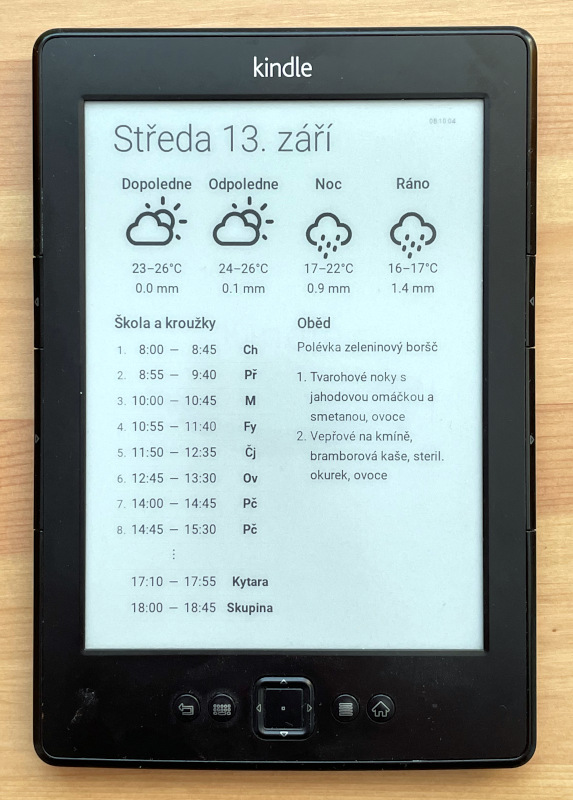 kindle
08:10:04
Středa 13. září
Dopoledne Odpoledne Noc Ráno
23–26°C 24–26°C 17–22°C 16–17°C
0.0 mm 0.1 mm 0.9 mm 1.4 mm
Škola a kroužky
1. 8:00 — 8:45 Ch
2. 8:55 — 9:40 Př
3. 10:00 — 10:45 M
4. 10:55 — 11:40 Fy
5. 11:50 — 12:35 Čj
6. 12:45 — 13:30 Ov
7. 14:00 — 14:45 Pč
8. 14:45 — 15:30 Pč
⋮
17:10 — 17:55 Kytara
18:00 — 18:45 Skupina
Oběd
Polévka zeleninový boršč
1. Tvarohové noky s
jahodovou omáčkou a
smetanou, ovoce
2. Vepřové na kmíně,
bramborová kaše, steril.
okurek, ovoce